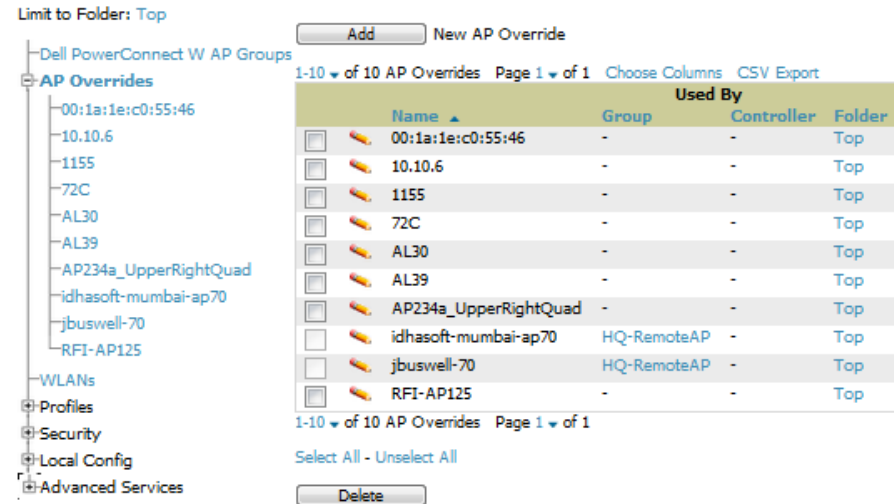 Limit to Folder: Top
Dell PowerConnect W AP Groups
AP Overrides
00:1a:1e:c0:55:46
10.10.6
1155
72C
AL30
AL39
AP234a_UpperRightQuad
idhasoft-mumbai-ap70
jbuswell-70
RFI-AP125
WLANs
Profiles
Security
Local Config
Advanced Services
Add New AP Override
1-10 of 10 AP Overrides Page 1 of 1 Choose Columns CSV Export
Used By
Name Group Controller Folder
00:1a:1e:c0:55:46 - - Top
10.10.6 - - Top
1155 - - Top
72C - - Top
AL30 - - Top
AL39 - - Top
AP234a_UpperRightQuad - - Top
idhasoft-mumbai-ap70 HQ-RemoteAP - Top
jbuswell-70 HQ-RemoteAP - Top
RFI-AP125 - - Top
1-10 of 10 AP Overrides Page 1 of 1
Select All - Unselect All
Delete